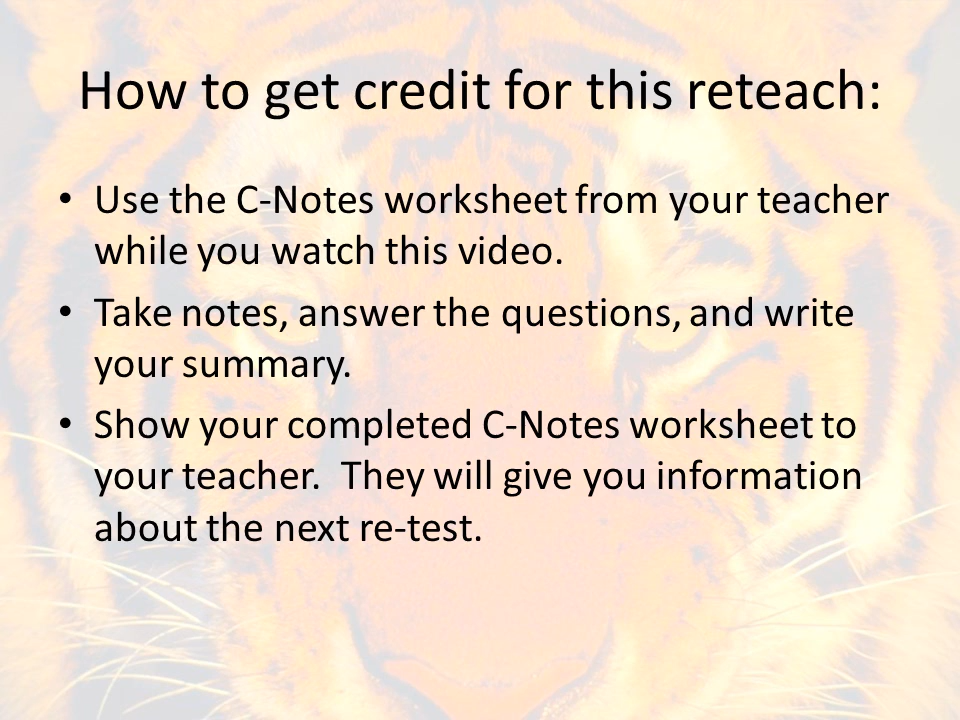 How to get credit for this reteach:
• Use the C-Notes worksheet from your teacher
while you watch this video.
• Take notes, answer the questions, and write
your summary.
• Show your completed C-Notes worksheet to
your teacher.  They will give you information
about the next re-test.